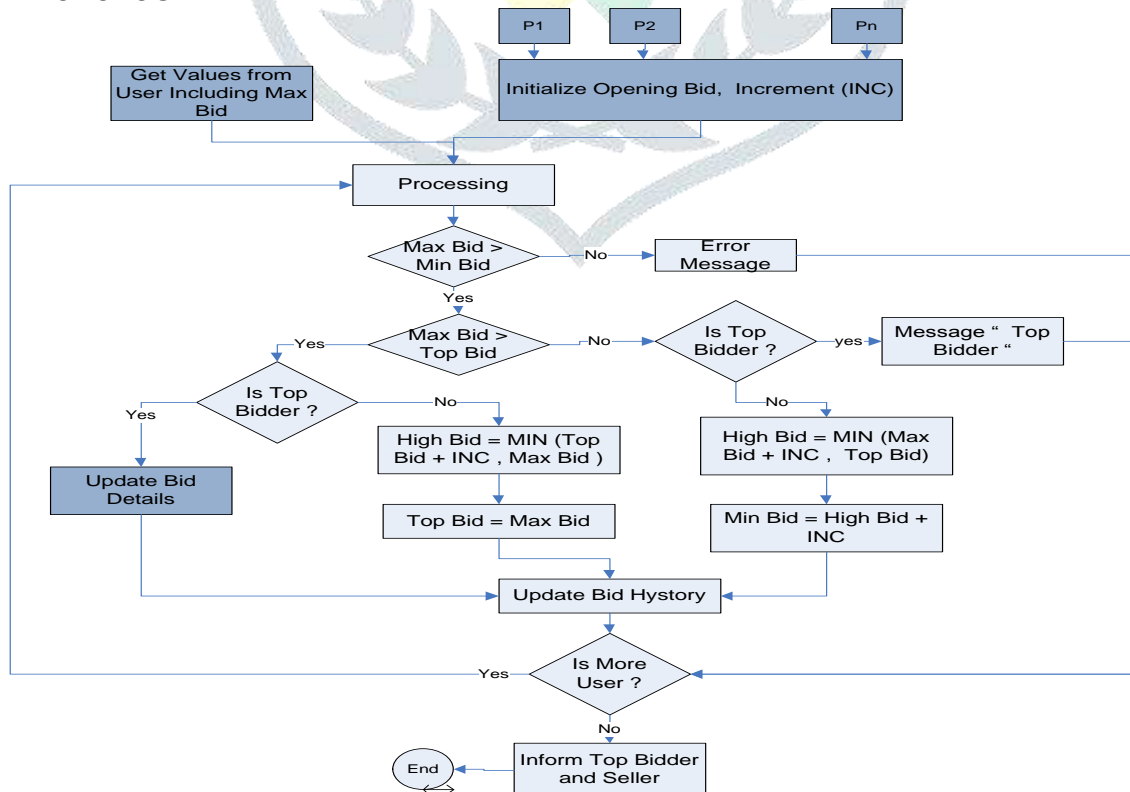 P1
P2
Pn
Get Values from
User Including Max
Bid
Initialize Opening Bid, Increment (INC)
Processing
Max Bid >
Min Bid
No
Error
Message
Yes
Max Bid >
Top Bid
Yes
No
Is Top
Bidder ?
yes
Message “ Top
Bidder “
Is Top
Bidder ?
Yes
No
No
High Bid = MIN (Top
Bid + INC , Max Bid )
High Bid = MIN (Max
Bid + INC , Top Bid)
Update Bid
Details
Top Bid = Max Bid
Min Bid = High Bid +
INC
Update Bid Hystory
Is More
User ?
Yes
No
Inform Top Bidder
and Seller
End